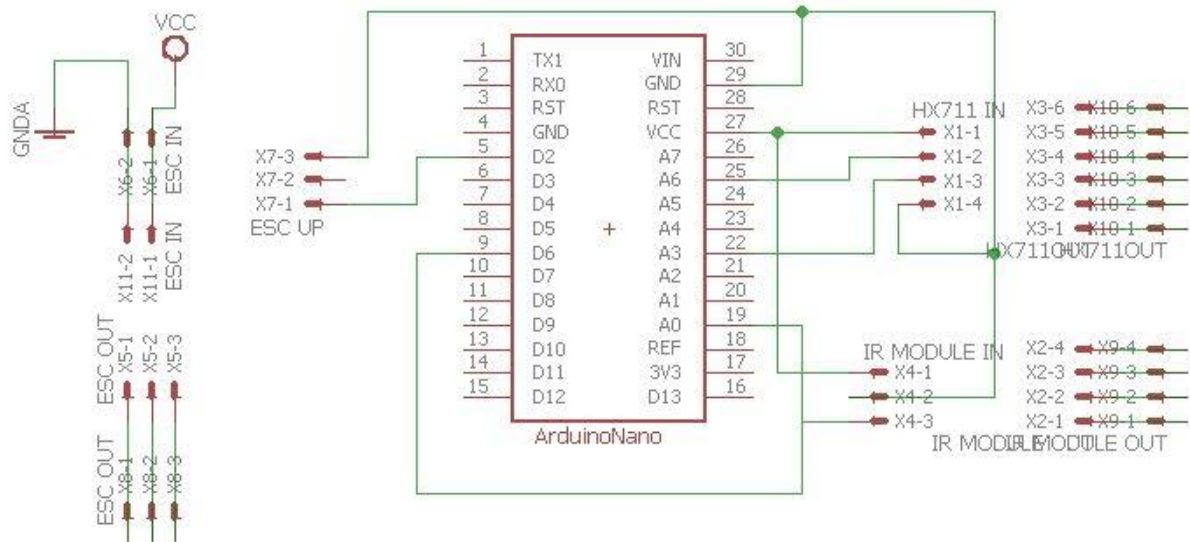 VCC
GNDA
X6-2
X6-1
ESC IN
X11-2
X11-1
ESC IN
ESC OUT
X5-1
X5-2
X5-3
ESC OUT
X8-1
X8-2
X8-3
X7-3
X7-2
X7-1
ESC UP
1 TX1 VIN 30
2 RX0 GND 29
3 RST RST 28
4 GND VCC 27
5 D2 A7 26
6 D3 A6 25
7 D4 A5 24
8 D5 A4 23
9 D6 A3 22
10 D7 A2 21
11 D8 A1 20
12 D9 A0 19
13 D10 REF 18
14 D11 3V3 17
15 D12 D13 16
ArduinoNano
HX711 IN
X1-1
X1-2
X1-3
X1-4
X3-6 X10-6
X3-5 X10-5
X3-4 X10-4
X3-3 X10-3
X3-2 X10-2
X3-1 X10-1
HX711OUT HX711OUT
IR MODULE IN
X4-1
X4-2
X4-3
X2-4 X9-4
X2-3 X9-3
X2-2 X9-2
X2-1 X9-1
IR MODULE OUT IR MODULE OUT